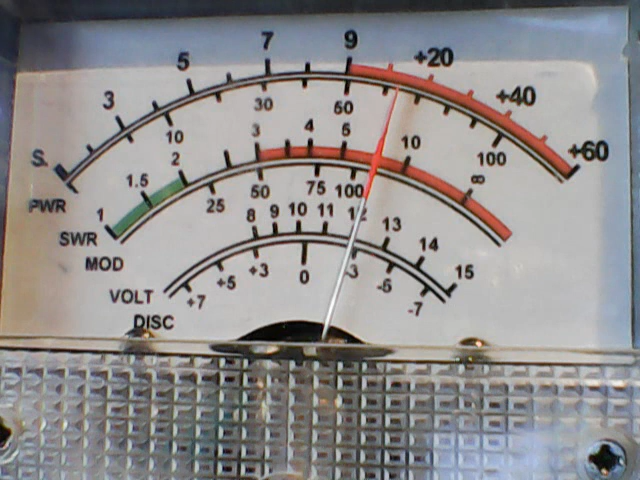 S. 3 5 7 9 +20 +40 +60
PWR 10 30 50 100
SWR 1 1.5 2 3 4 5 10 ∞
MOD 25 50 75 100
VOLT 8 9 10 11 12 13 14 15
DISC +7 +5 +3 0 -3 -5 -7